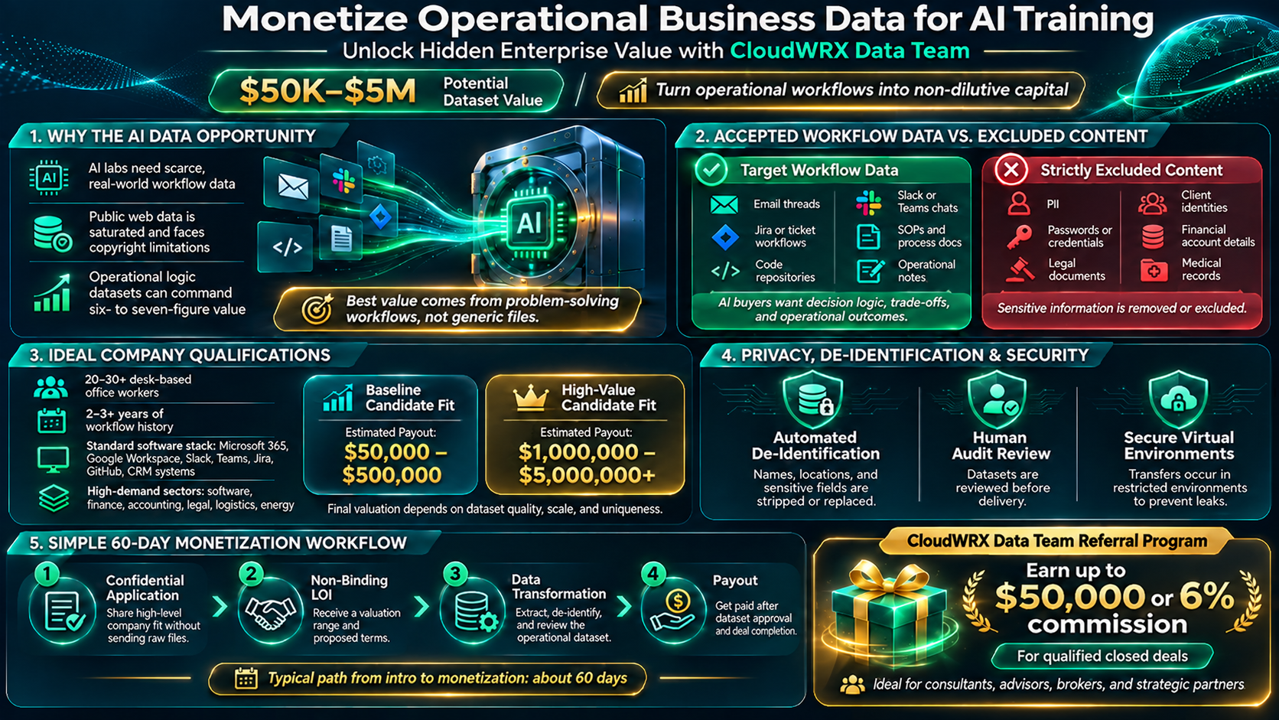 Monetize Operational Business Data for AI Training
Unlock Hidden Enterprise Value with CloudWRX Data Team
$50K–$5M
Potential
Dataset Value
Turn operational workflows into non-dilutive capital
1. WHY THE AI DATA OPPORTUNITY
AI
AI labs need scarce,
real-world workflow data
Public web data is
saturated and faces
copyright limitations
Operational logic
datasets can command
six- to seven-figure value
</>
AI
Best value comes from problem-solving
workflows, not generic files.
2. ACCEPTED WORKFLOW DATA VS. EXCLUDED CONTENT
Target Workflow Data
Email threads
Slack or
Teams chats
Jira or ticket
workflows
SOPs and
process docs
</>
Code
repositories
Operational
notes
AI buyers want decision logic, trade-offs,
and operational outcomes.
Strictly Excluded Content
PII
Client
identities
Passwords or
credentials
Financial
account details
Legal
documents
Medical
records
Sensitive information is removed or excluded.
3. IDEAL COMPANY QUALIFICATIONS
20–30+ desk-based
office workers
2–3+ years of
workflow history
Standard software stack: Microsoft 365,
Google Workspace, Slack, Teams, Jira,
GitHub, CRM systems
High-demand sectors: software,
finance, accounting, legal, logistics, energy
Baseline
Candidate Fit
Estimated Payout:
$50,000 –
$500,000
High-Value
Candidate Fit
Estimated Payout:
$1,000,000 –
$5,000,000+
Final valuation depends on dataset quality, scale, and uniqueness.
4. PRIVACY, DE-IDENTIFICATION & SECURITY
Automated
De-Identification
Names, locations, and
sensitive fields are
stripped or replaced.
Human
Audit Review
Datasets are
reviewed before
delivery.
Secure Virtual
Environments
Transfers occur in
restricted environments
to prevent leaks.
5. SIMPLE 60-DAY MONETIZATION WORKFLOW
1
Confidential
Application
Share high-level
company fit without
sending raw files.
2
Non-Binding
LOI
Receive a valuation
range and
proposed terms.
3
Data
Transformation
Extract, de-identify,
and review the
operational dataset.
4
Payout
$
Get paid after
dataset approval
and deal completion.
Typical path from intro to monetization: about 60 days
CloudWRX Data Team Referral Program
Earn up to
$50,000 or 6%
commission
For qualified closed deals
Ideal for consultants, advisors, brokers, and strategic partners